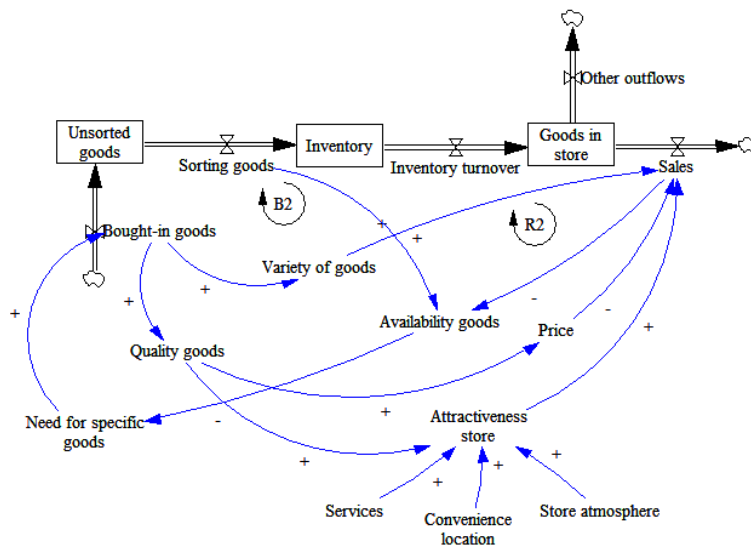 Other outflows
Unsorted
goods
Inventory
Goods in
store
Sorting goods
Inventory turnover
Sales
B2
R2
Bought-in goods
+
+
Variety of goods
+
+
+
-
Availability goods
-
Price
+
Quality goods
+
Need for specific
goods
-
+
Attractiveness
store
+
+
+
+
Services
Convenience
location
Store atmosphere